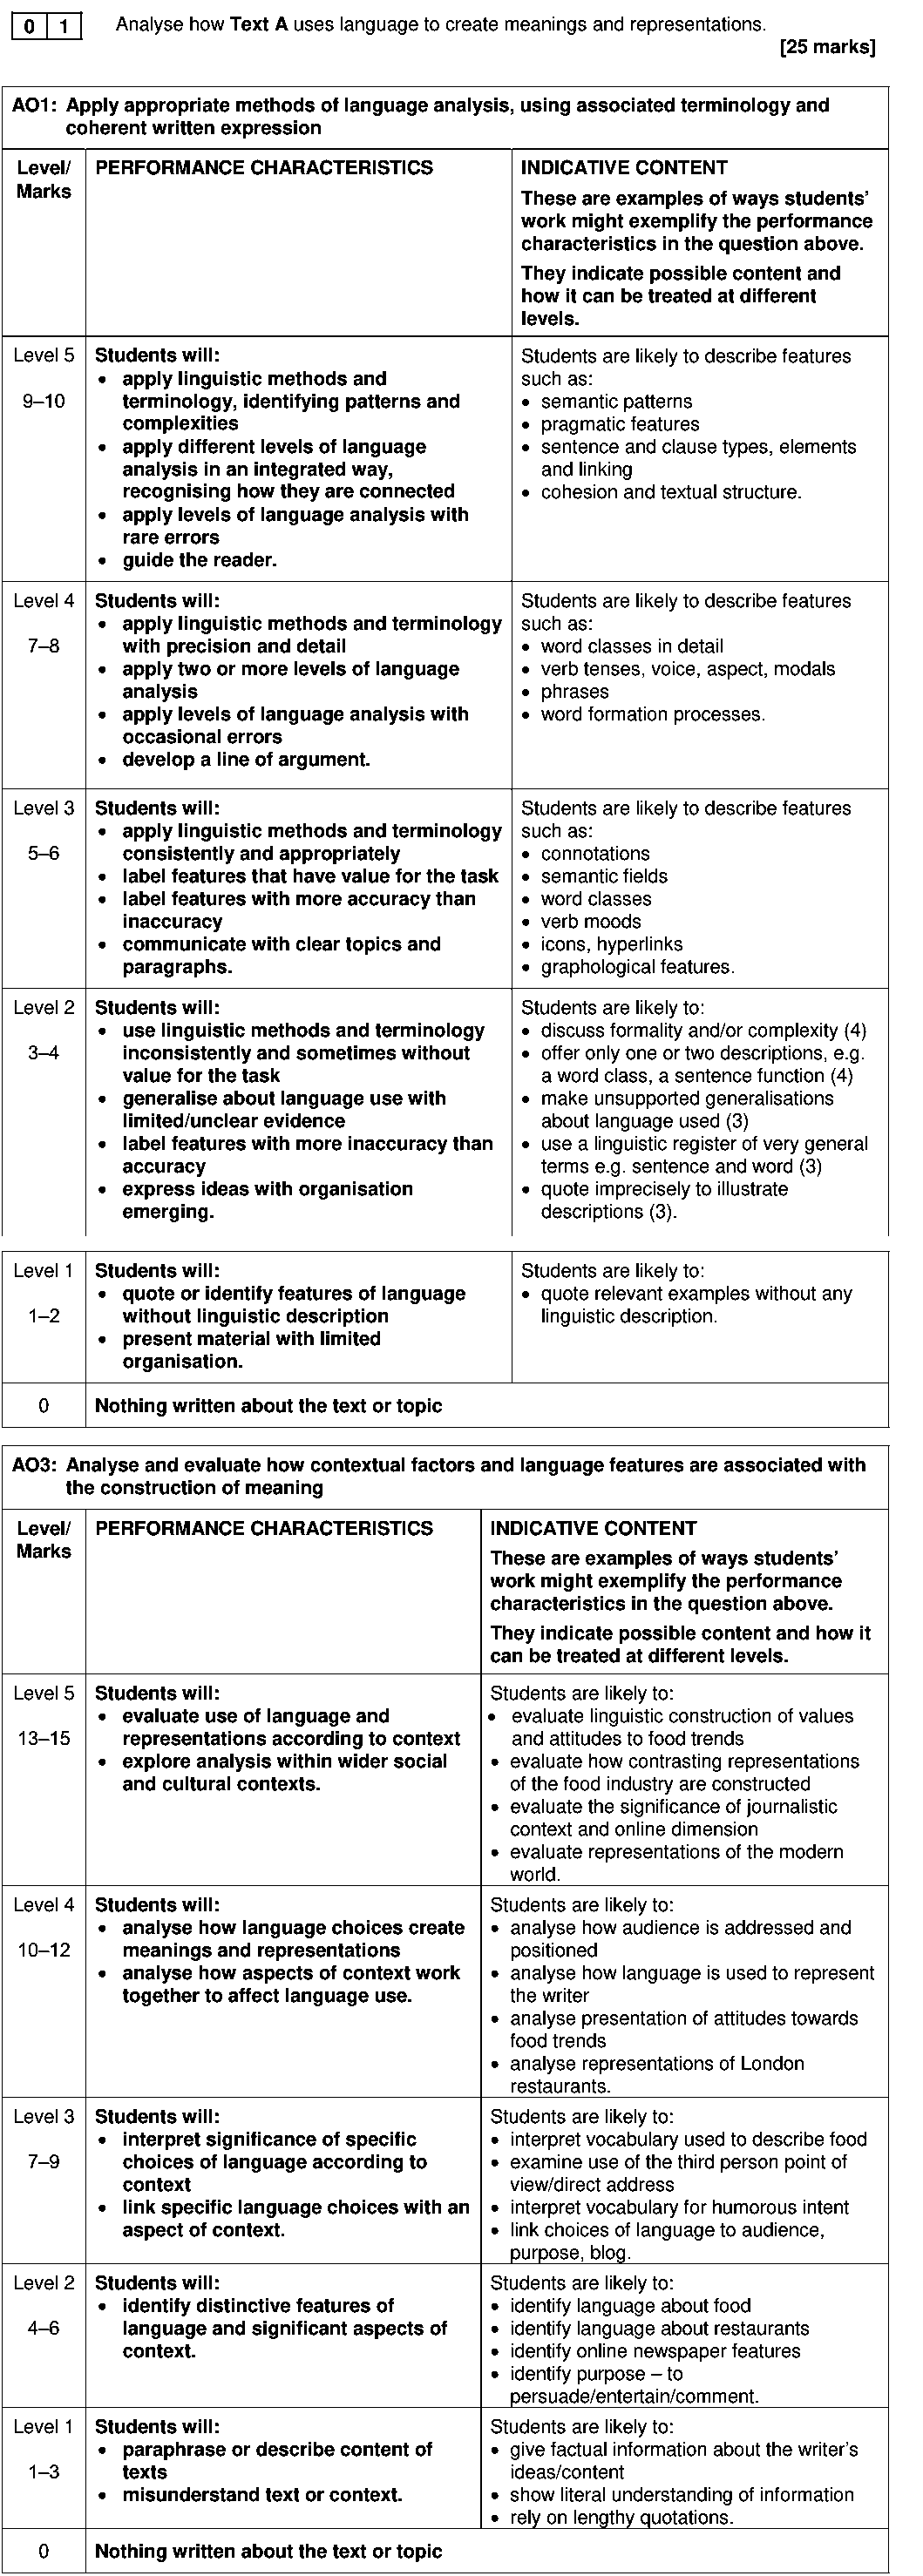 0 1 Analyse how Text A uses language to create meanings and representations.
[25 marks]
AO1: Apply appropriate methods of language analysis, using associated terminology and
coherent written expression
Level/
Marks
PERFORMANCE CHARACTERISTICS
INDICATIVE CONTENT
These are examples of ways students'
work might exemplify the performance
characteristics in the question above.
They indicate possible content and
how it can be treated at different
levels.
Level 5
9–10
Students will:
• apply linguistic methods and
terminology, identifying patterns and
complexities
• apply different levels of language
analysis in an integrated way,
recognising how they are connected
• apply levels of language analysis with
rare errors
• guide the reader.
Students are likely to describe features
such as:
• semantic patterns
• pragmatic features
• sentence and clause types, elements
and linking
• cohesion and textual structure.
Level 4
7–8
Students will:
• apply linguistic methods and terminology
with precision and detail
• apply two or more levels of language
analysis
• apply levels of language analysis with
occasional errors
• develop a line of argument.
Students are likely to describe features
such as:
• word classes in detail
• verb tenses, voice, aspect, modals
• phrases
• word formation processes.
Level 3
5–6
Students will:
• apply linguistic methods and terminology
consistently and appropriately
• label features that have value for the task
• label features with more accuracy than
inaccuracy
• communicate with clear topics and
paragraphs.
Students are likely to describe features
such as:
• connotations
• semantic fields
• word classes
• verb moods
• icons, hyperlinks
• graphological features.
Level 2
3–4
Students will:
• use linguistic methods and terminology
inconsistently and sometimes without
value for the task
• generalise about language use with
limited/unclear evidence
• label features with more inaccuracy than
accuracy
• express ideas with organisation
emerging.
Students are likely to:
• discuss formality and/or complexity (4)
• offer only one or two descriptions, e.g.
a word class, a sentence function (4)
• make unsupported generalisations
about language used (3)
• use a linguistic register of very general
terms e.g. sentence and word (3)
• quote imprecisely to illustrate
descriptions (3).
Level 1
1–2
Students will:
• quote or identify features of language
without linguistic description
• present material with limited
organisation.
Students are likely to:
• quote relevant examples without any
linguistic description.
0
Nothing written about the text or topic
AO3: Analyse and evaluate how contextual factors and language features are associated with
the construction of meaning
Level/
Marks
PERFORMANCE CHARACTERISTICS
INDICATIVE CONTENT
These are examples of ways students'
work might exemplify the performance
characteristics in the question above.
They indicate possible content and how it
can be treated at different levels.
Level 5
13–15
Students will:
• evaluate use of language and
representations according to context
• explore analysis within wider social
and cultural contexts.
Students are likely to:
• evaluate linguistic construction of values
and attitudes to food trends
• evaluate how contrasting representations
of the food industry are constructed
• evaluate the significance of journalistic
context and online dimension
• evaluate representations of the modern
world.
Level 4
10–12
Students will:
• analyse how language choices create
meanings and representations
• analyse how aspects of context work
together to affect language use.
Students are likely to:
• analyse how audience is addressed and
positioned
• analyse how language is used to represent
the writer
• analyse presentation of attitudes towards
food trends
• analyse representations of London
restaurants.
Level 3
7–9
Students will:
• interpret significance of specific
choices of language according to
context
• link specific language choices with an
aspect of context.
Students are likely to:
• interpret vocabulary used to describe food
• examine use of the third person point of
view/direct address
• interpret vocabulary for humorous intent
• link choices of language to audience,
purpose, blog.
Level 2
4–6
Students will:
• identify distinctive features of
language and significant aspects of
context.
Students are likely to:
• identify language about food
• identify language about restaurants
• identify online newspaper features
• identify purpose – to
persuade/entertain/comment.
Level 1
1–3
Students will:
• paraphrase or describe content of
texts
• misunderstand text or context.
Students are likely to:
• give factual information about the writer's
ideas/content
• show literal understanding of information
• rely on lengthy quotations.
0
Nothing written about the text or topic